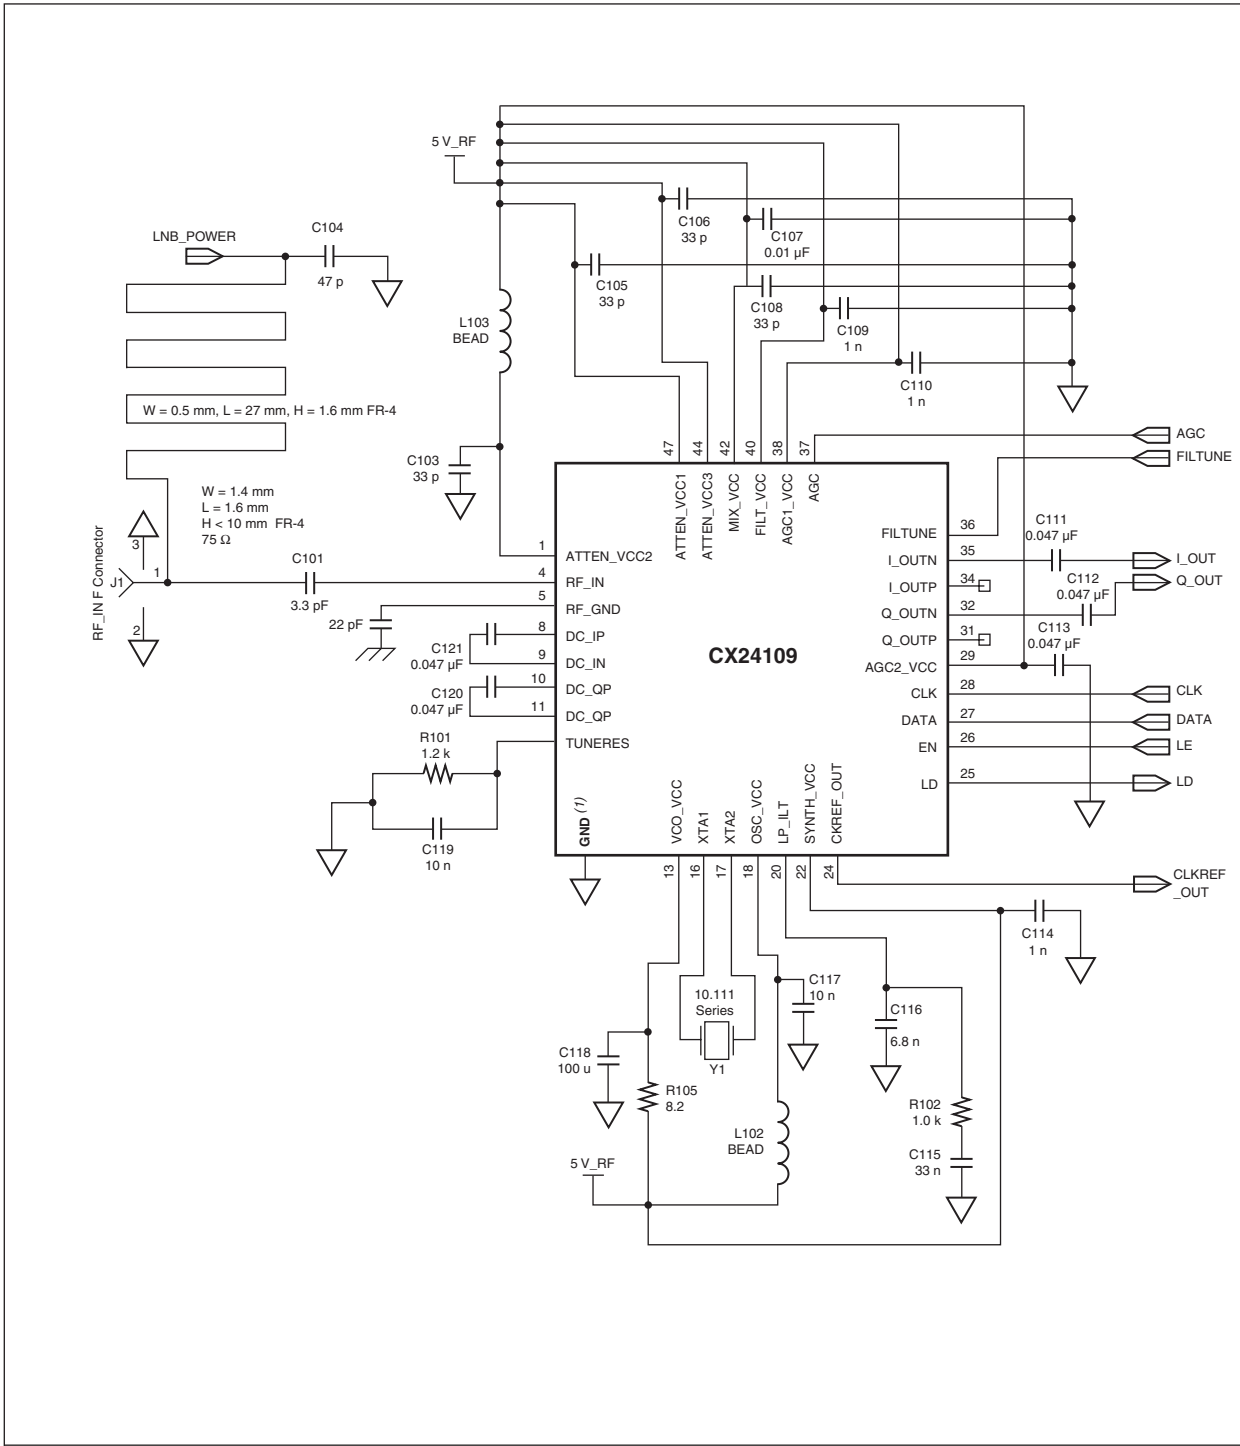 5 V_RF
C106
33 p
C107
0.01 µF
C105
33 p
C108
33 p
C109
1 n
C110
1 n
LNB_POWER
C104
47 p
L103
BEAD
W = 0.5 mm, L = 27 mm, H = 1.6 mm FR-4
C103
33 p
W = 1.4 mm
L = 1.6 mm
H < 10 mm FR-4
75 Ω
RF_IN F Connector
J1
3
1
2
C101
3.3 pF
22 pF
C121
0.047 µF
C120
0.047 µF
R101
1.2 k
C119
10 n
47
44
42
40
38
37
ATTEN_VCC1
ATTEN_VCC3
MIX_VCC
FILT_VCC
AGC1_VCC
AGC
1
ATTEN_VCC2
4
RF_IN
5
RF_GND
8
DC_IP
9
DC_IN
10
DC_QP
11
DC_QP
TUNERES
CX24109
FILTUNE
36
I_OUTN
35
I_OUTP
34
Q_OUTN
32
Q_OUTP
31
AGC2_VCC
29
CLK
28
DATA
27
EN
26
LD
25
AGC
FILTUNE
C111
0.047 µF
I_OUT
C112
0.047 µF
Q_OUT
C113
0.047 µF
CLK
DATA
LE
LD
GND (1)
VCO_VCC
XTA1
XTA2
OSC_VCC
LP_ILT
SYNTH_VCC
CKREF_OUT
13
16
17
18
20
22
24
CLKREF
_OUT
C114
1 n
10.111
Series
Y1
C117
10 n
C116
6.8 n
C118
100 u
R105
8.2
R102
1.0 k
L102
BEAD
C115
33 n
5 V_RF